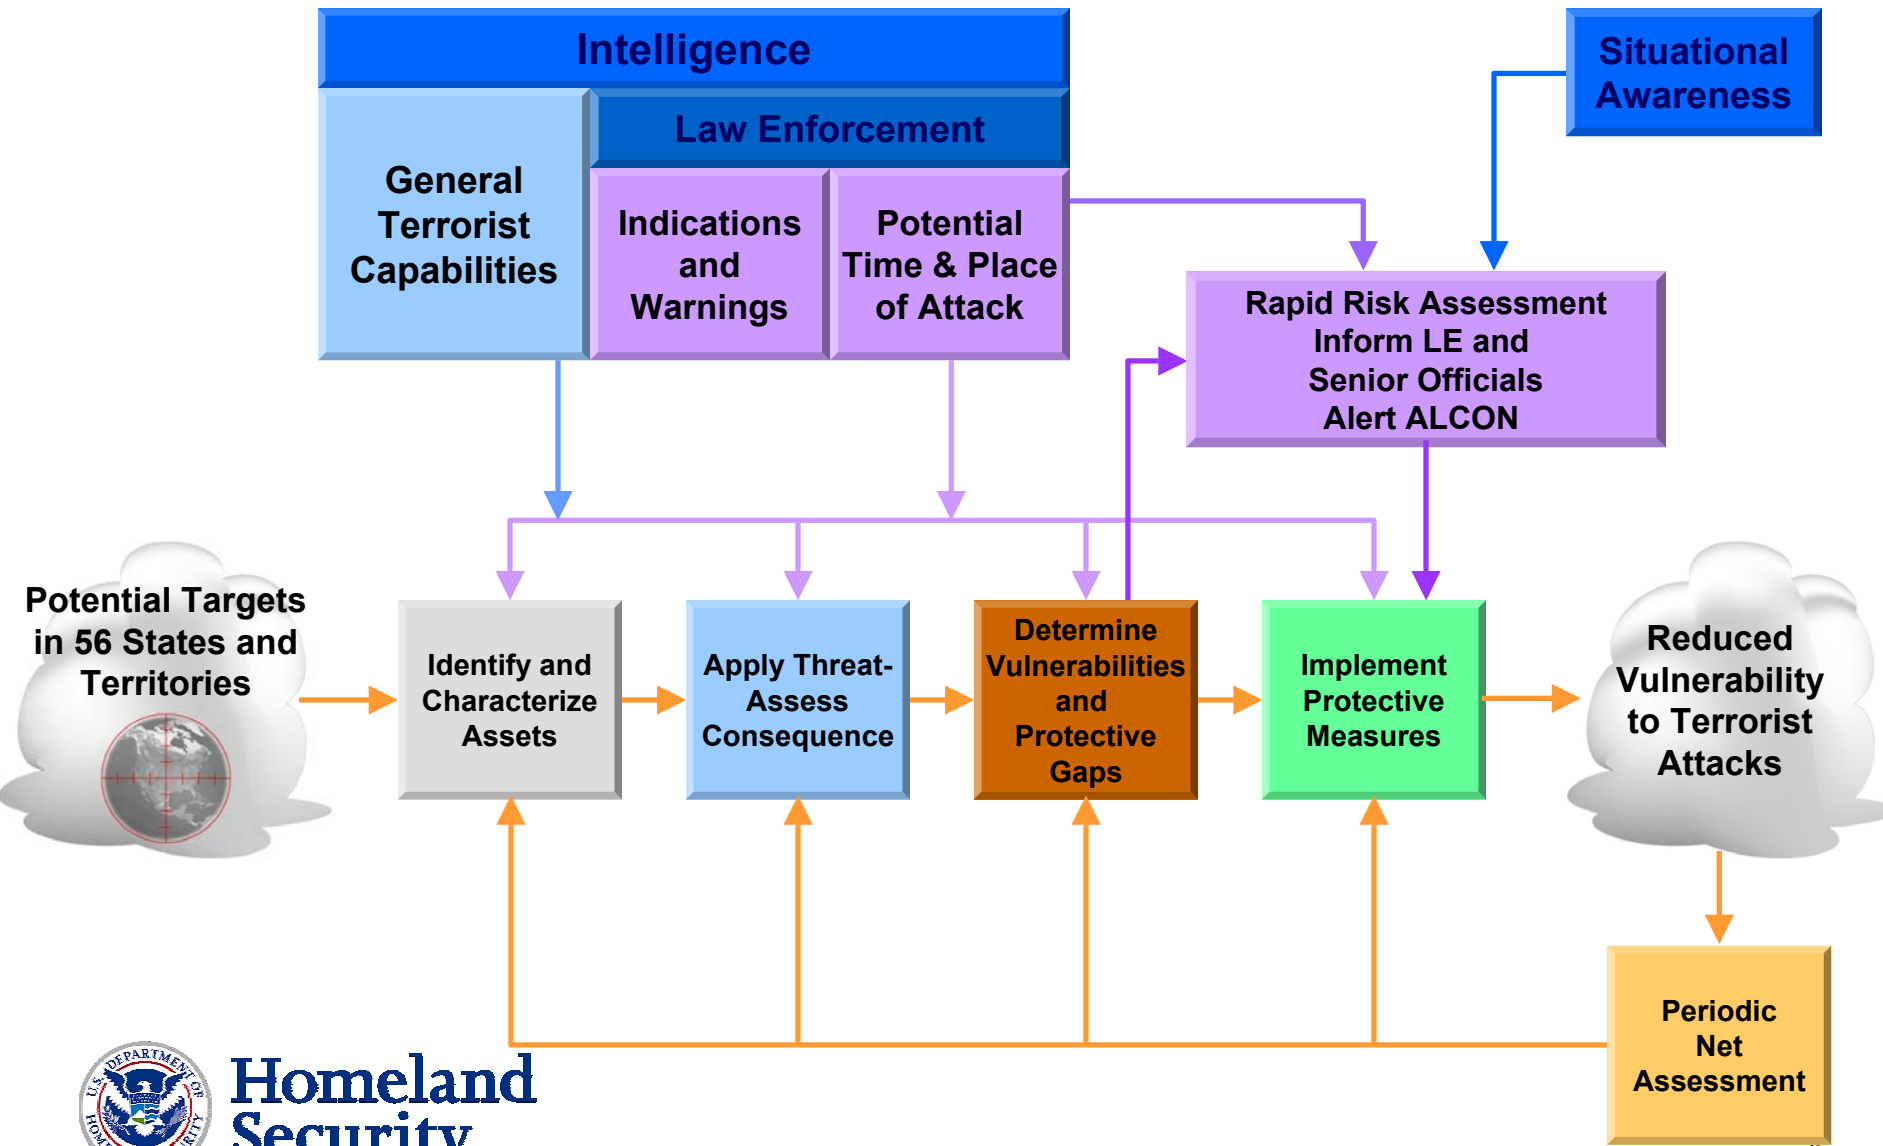 Intelligence
Situational
Awareness
Law Enforcement
General
Terrorist
Capabilities
Indications
and
Warnings
Potential
Time & Place
of Attack
Rapid Risk Assessment
Inform LE and
Senior Officials
Alert ALCON
Potential Targets
in 56 States and
Territories
Identify and
Characterize
Assets
Apply Threat-
Assess
Consequence
Determine
Vulnerabilities
and
Protective
Gaps
Implement
Protective
Measures
Reduced
Vulnerability
to Terrorist
Attacks
Periodic
Net
Assessment
U.S. DEPARTMENT OF
Homeland
Security